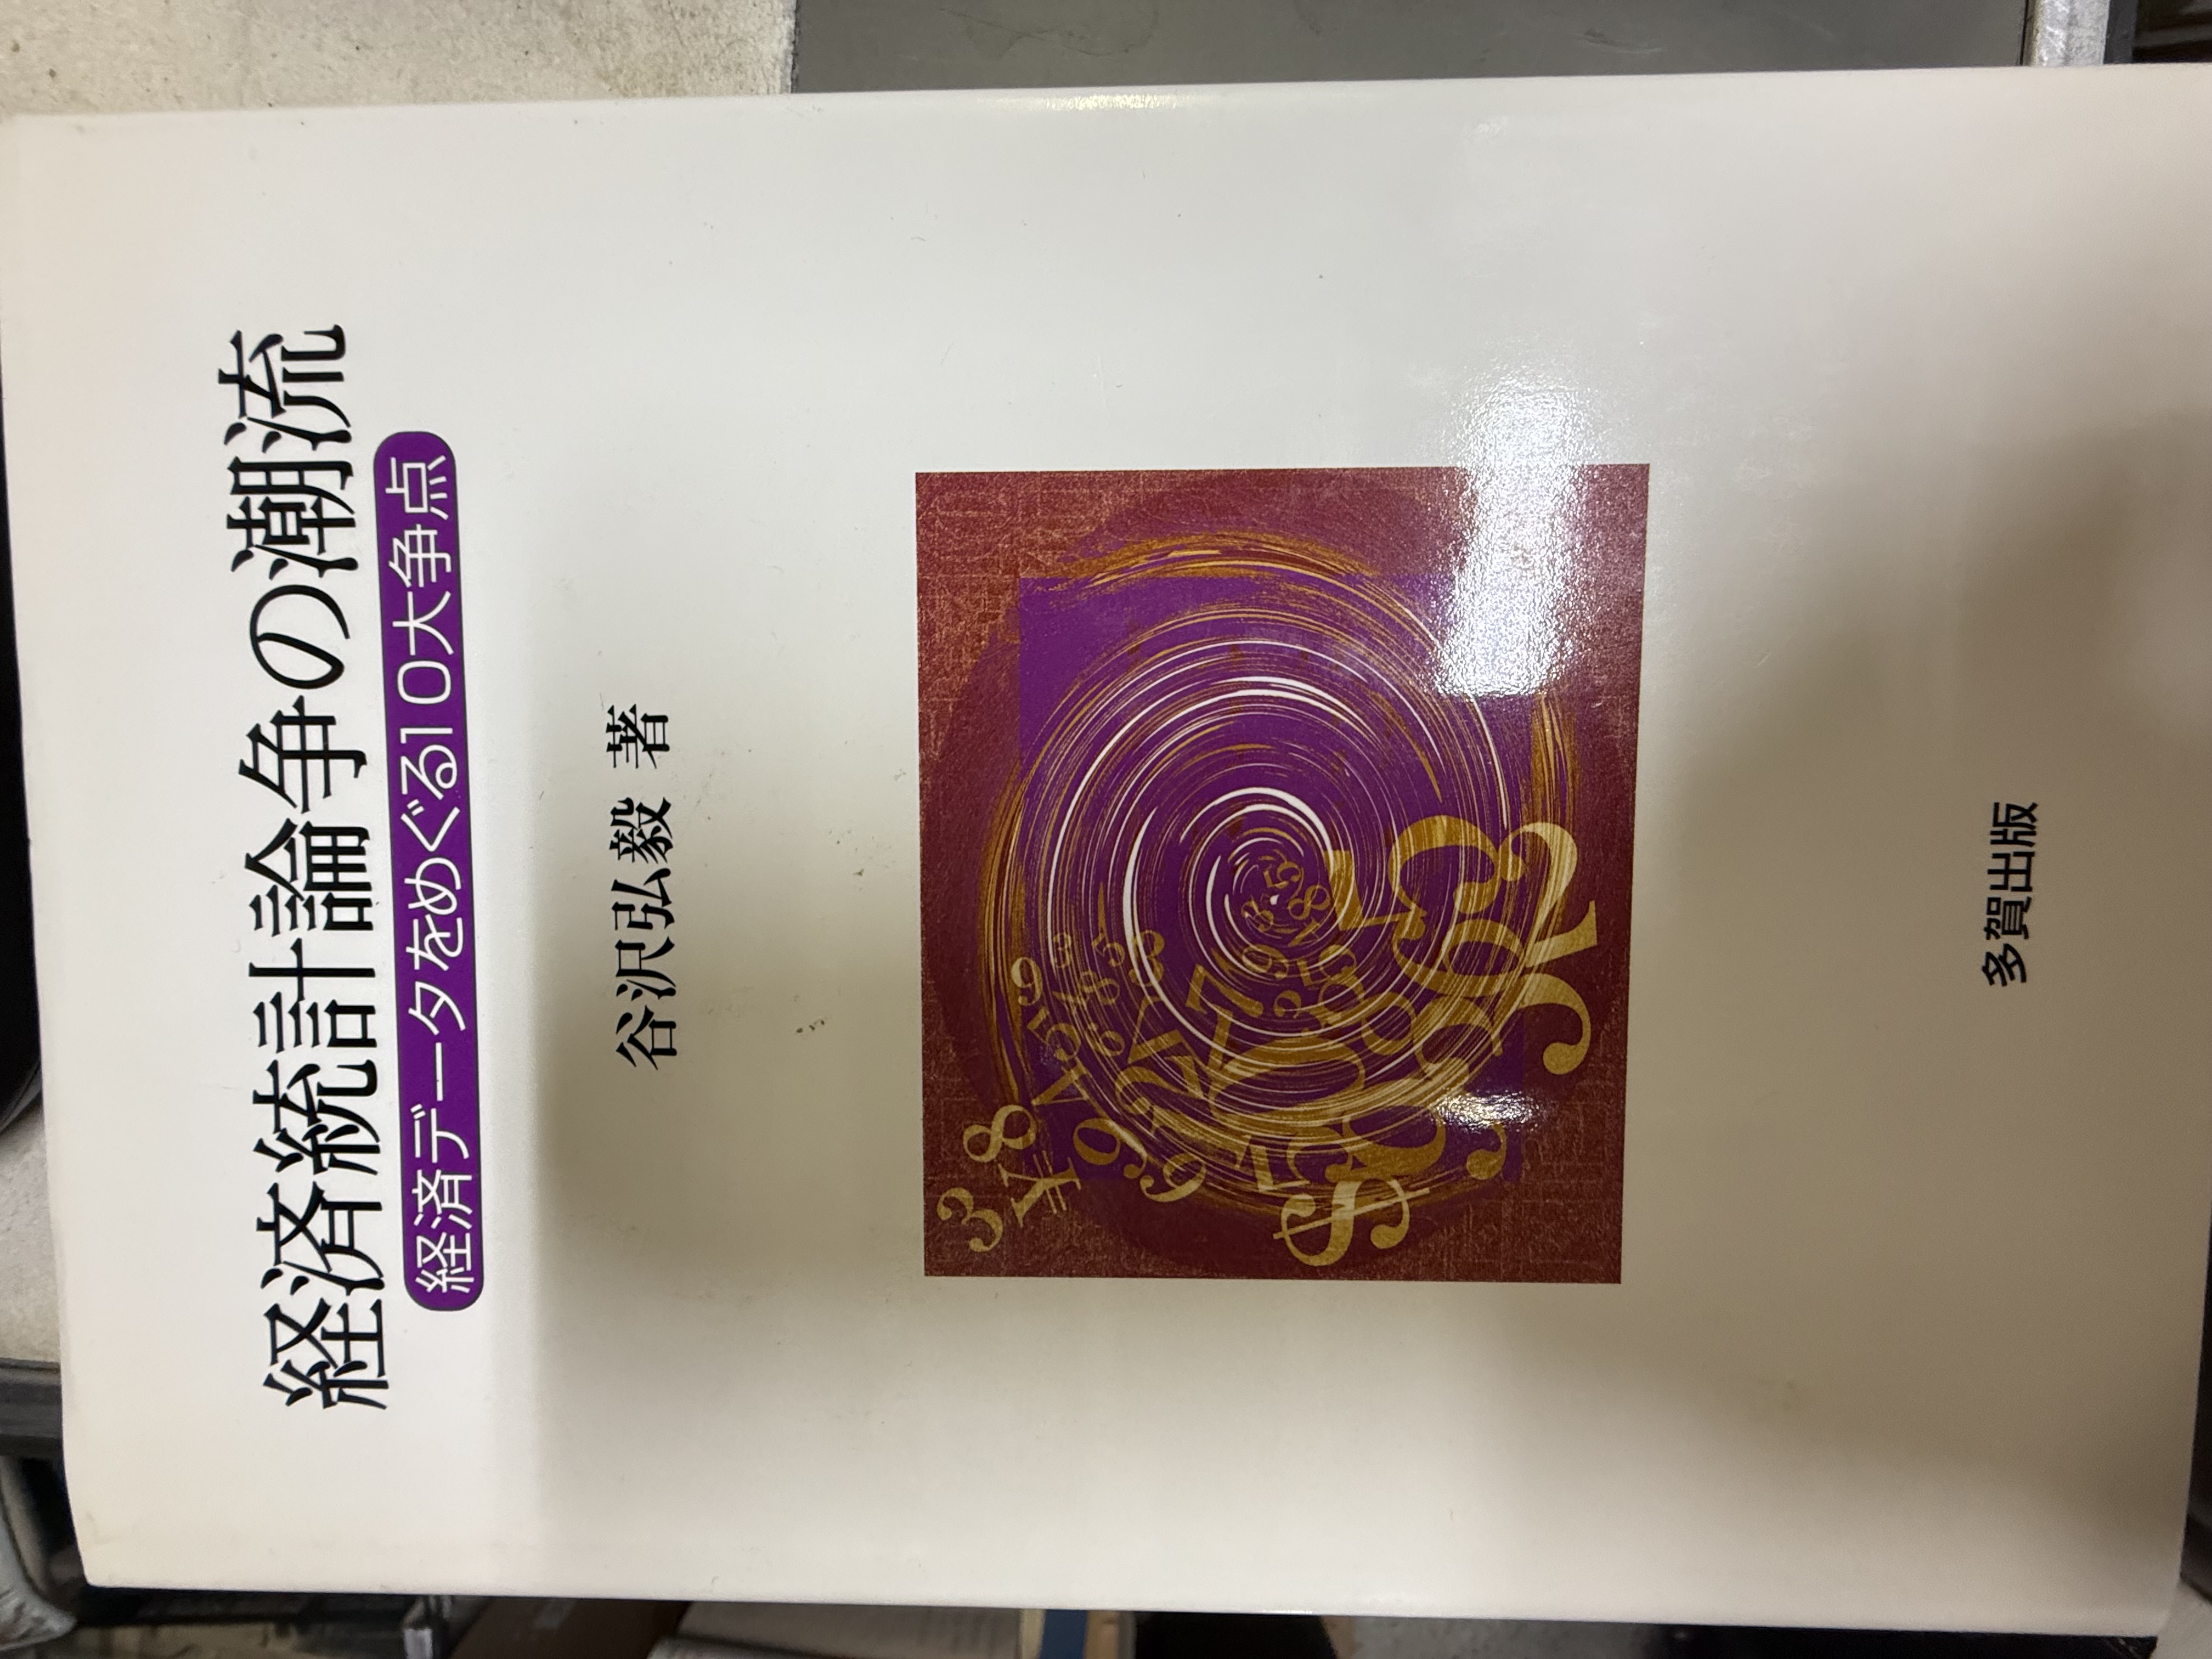 経済統計論争の潮流
経済データをめぐる10大争点
谷沢弘毅 著
多賀出版